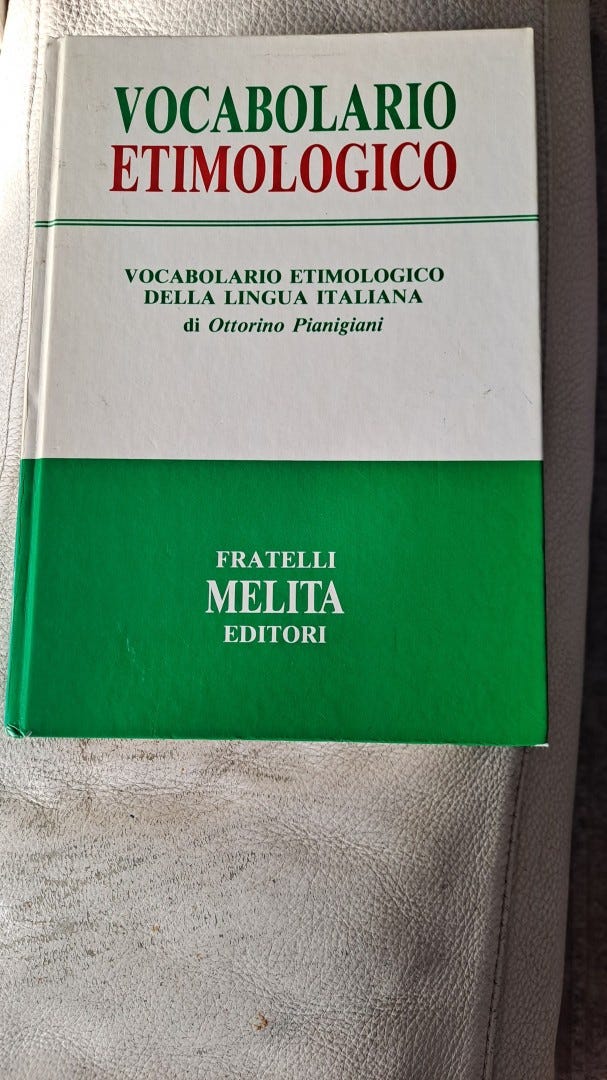 VOCABOLARIO
ETIMOLOGICO
VOCABOLARIO ETIMOLOGICO
DELLA LINGUA ITALIANA
di Ottorino Pianigiani
FRATELLI
MELITA
EDITORI